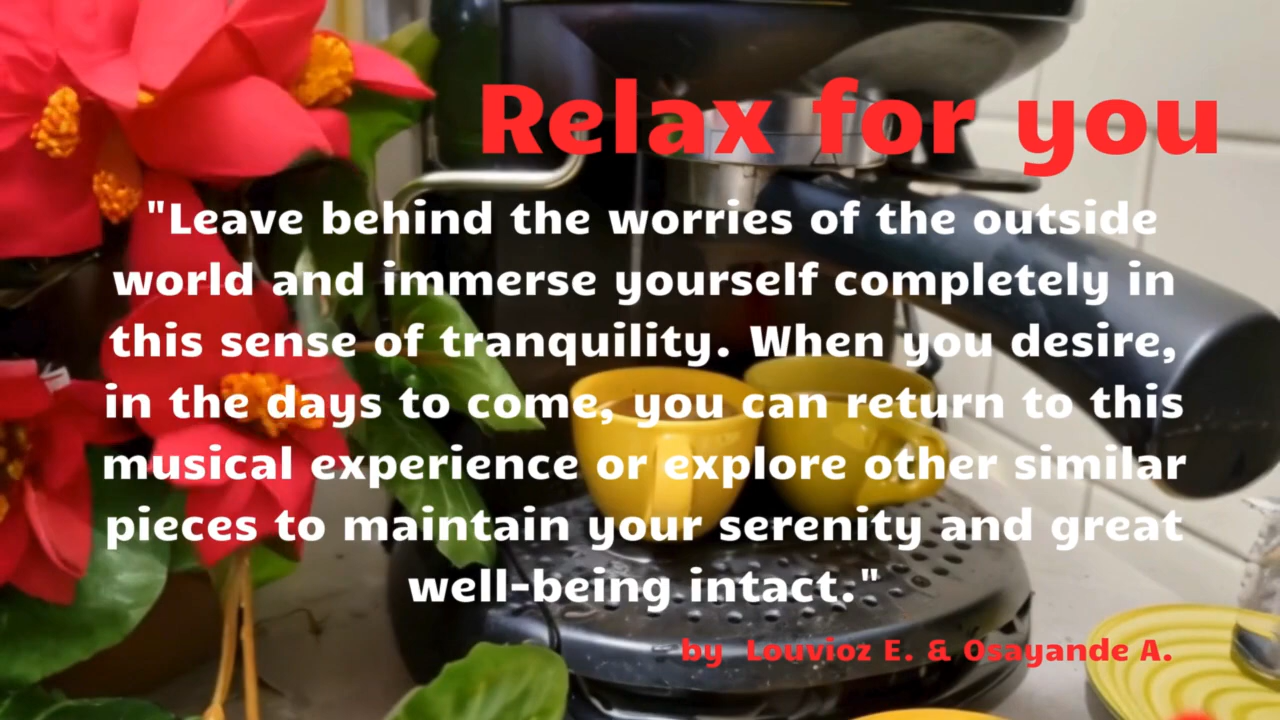 Relax for you
"Leave behind the worries of the outside
world and immerse yourself completely in
this sense of tranquility. When you desire,
in the days to come, you can return to this
musical experience or explore other similar
pieces to maintain your serenity and great
well-being intact."
by Louvioz E. & Osayande A.